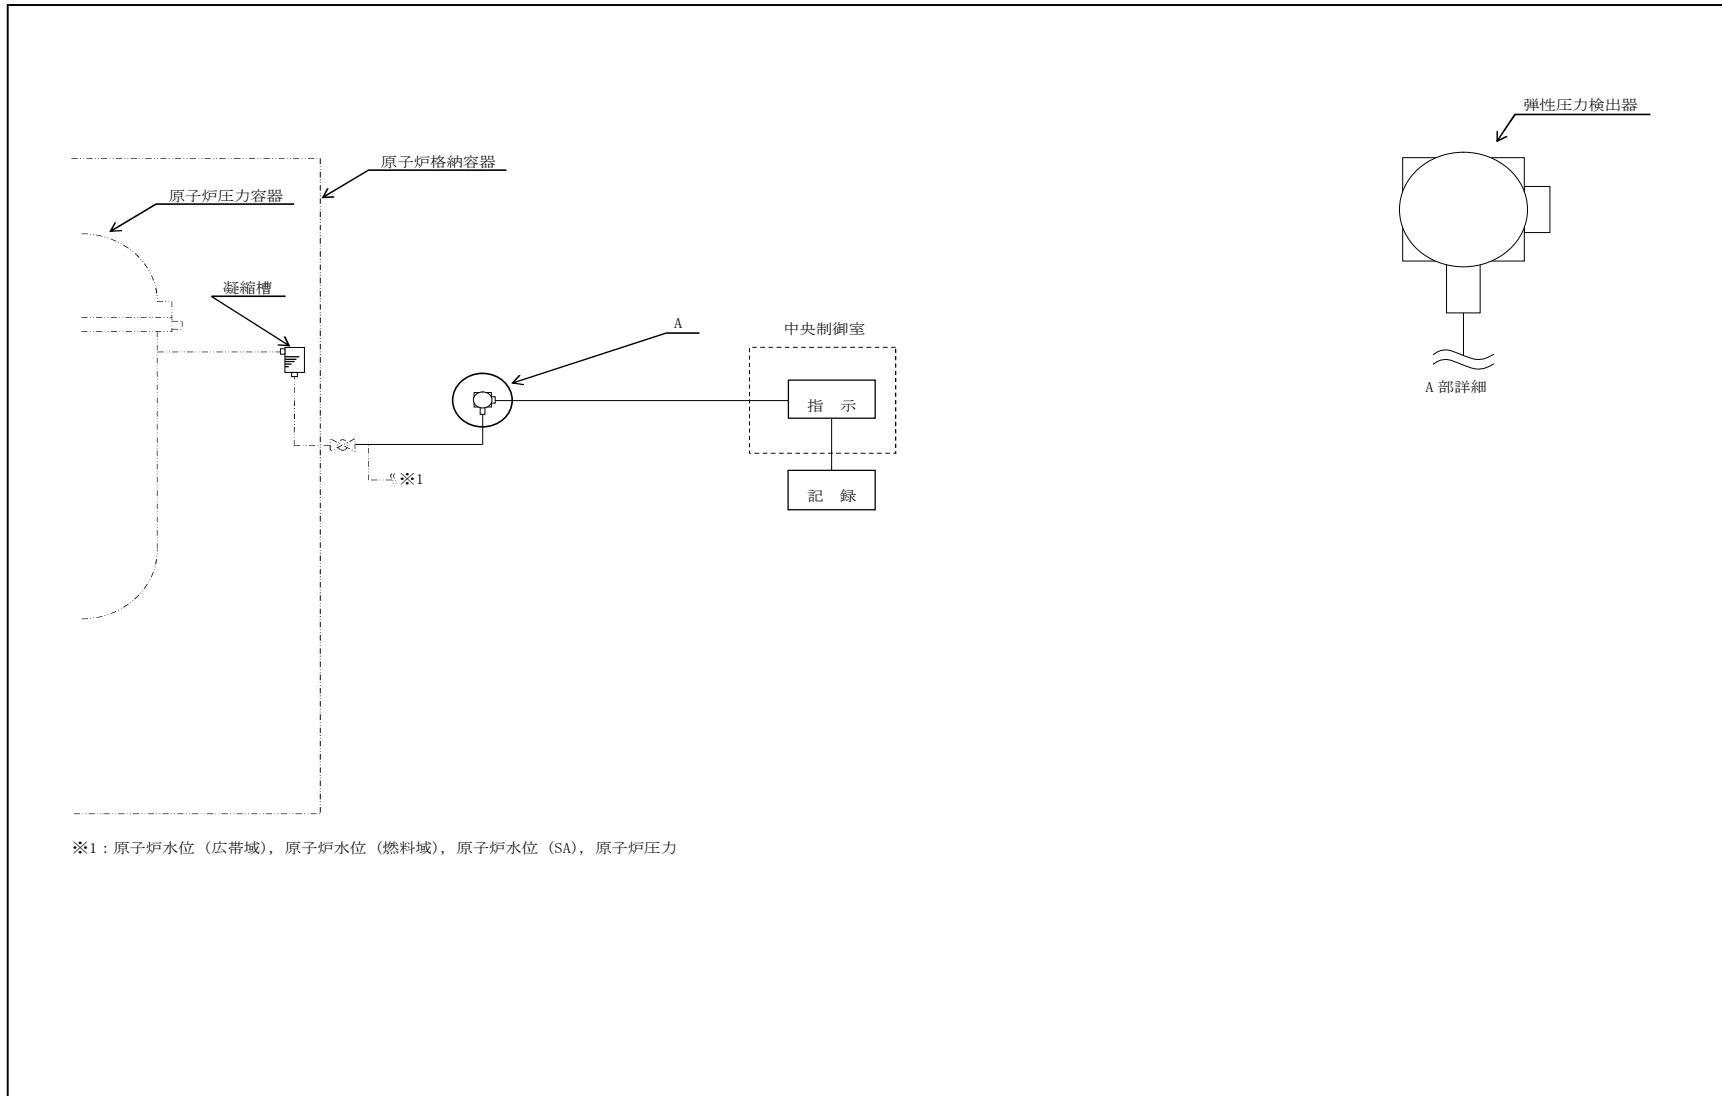 弾性圧力検出器
原子炉格納容器
原子炉圧力容器
凝縮槽
A
中央制御室
A 部詳細
指　示
※1
記　録
※1：原子炉水位（広帯域），原子炉水位（燃料域），原子炉水位（SA），原子炉圧力